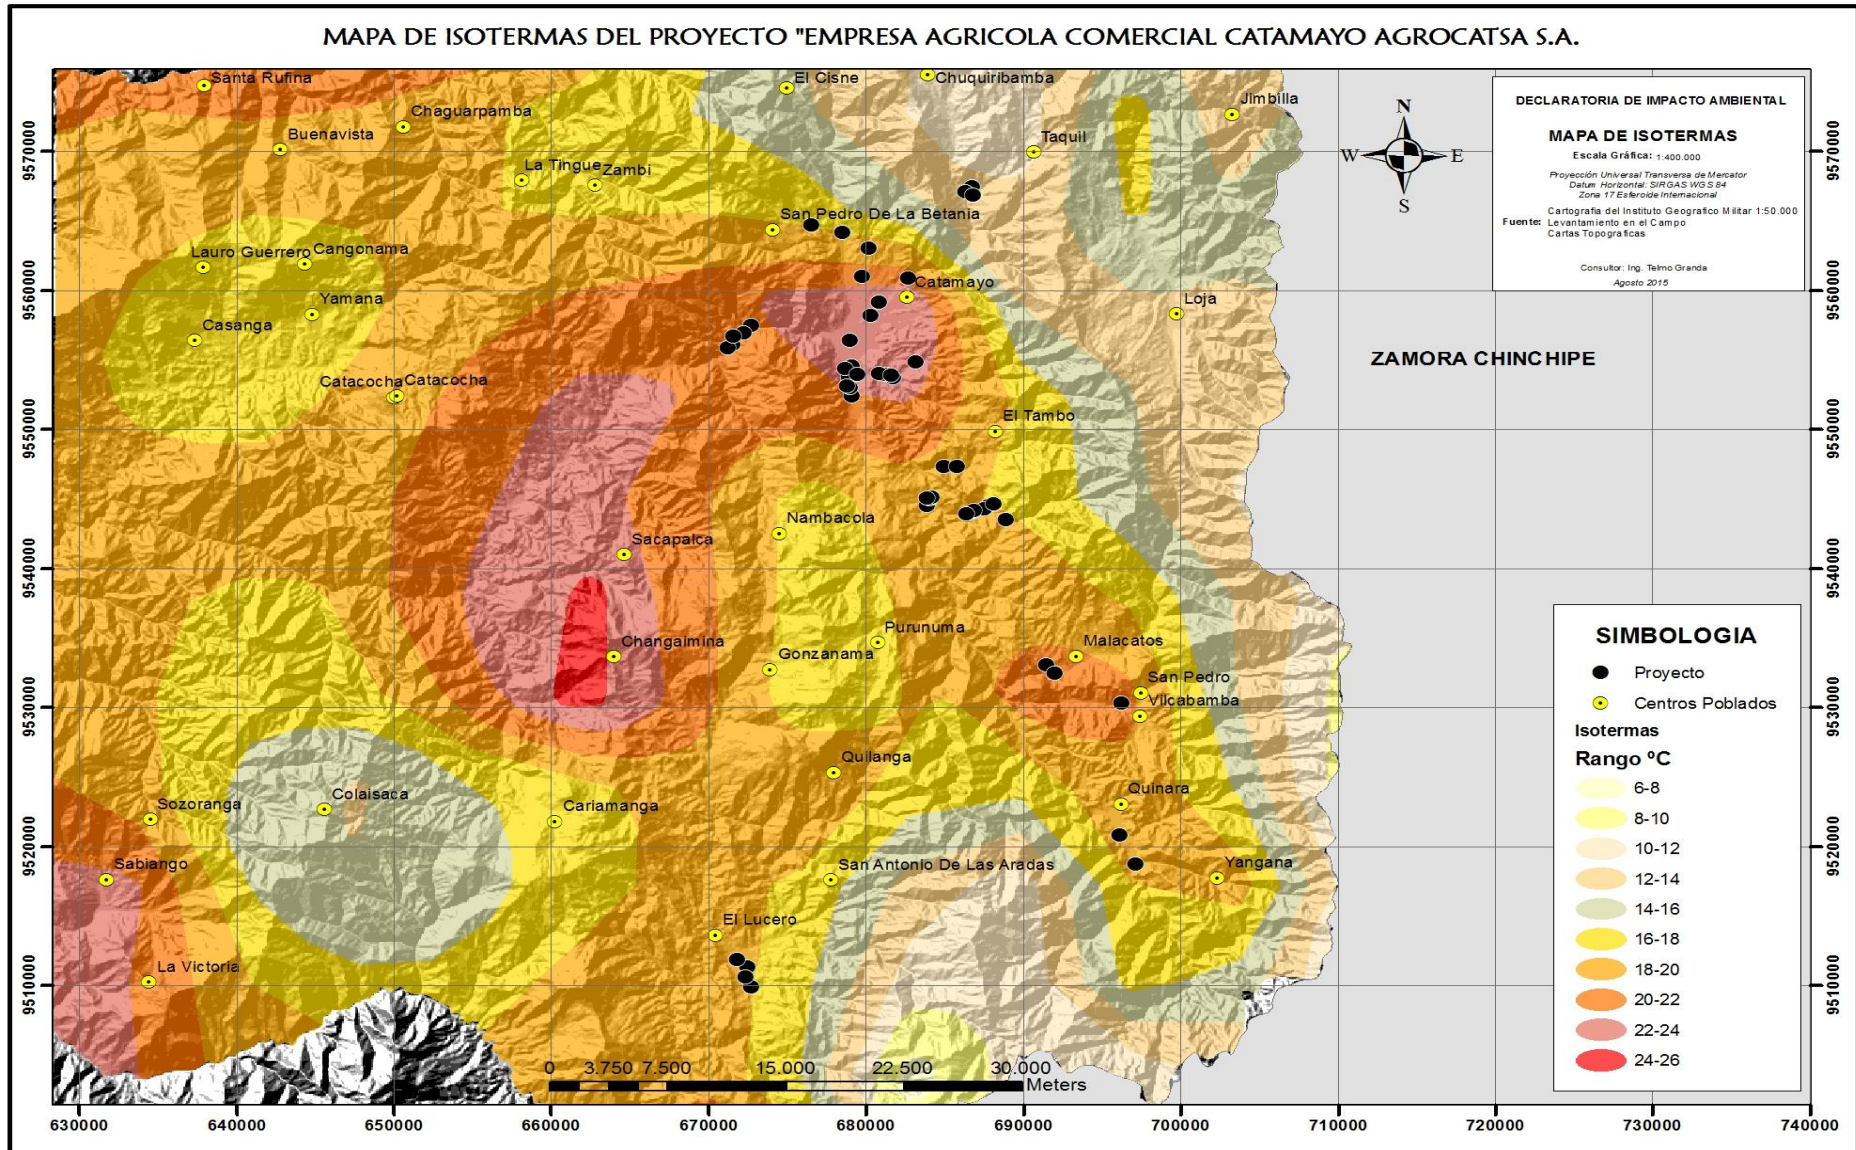 MAPA DE ISOTERMAS DEL PROYECTO "EMPRESA AGRICOLA COMERCIAL CATAMAYO AGROCATSA S.A.
DECLARATORIA DE IMPACTO AMBIENTAL
MAPA DE ISOTERMAS
Escala Gráfica: 1:400.000
Proyección Universal Transversa de Mercator
Datum Horizontal: SIRGAS WGS 84
Zona 17 Esferoide Internacional
Fuente: Cartografia del Instituto Geografico Militar 1:50.000
Levantamiento en el Campo
Cartas Topograficas
Consultor: Ing. Telmo Granda
Agosto 2015
N
W E
S
Santa Rufina
El Cisne
Chuquiribamba
Jimbilla
Chaguarpamba
Buenavista
Taquil
La Tingue
Zambi
San Pedro De La Betania
Lauro Guerrero
Cangonama
Catamayo
Yamana
Loja
Casanga
ZAMORA CHINCHIPE
Catacocha
Catacocha
El Tambo
Nambacola
Sacapalca
Purunuma
Changaimina
Gonzanama
Malacatos
San Pedro
Vilcabamba
Quilanga
Quinara
Sozoranga
Colaisaca
Cariamanga
Sabiango
San Antonio De Las Aradas
Yangana
El Lucero
La Victoria
SIMBOLOGIA
Proyecto
Centros Poblados
Isotermas
Rango ºC
6-8
8-10
10-12
12-14
14-16
16-18
18-20
20-22
22-24
24-26
0 3.750 7.500 15.000 22.500 30.000
Meters
9570000
9560000
9550000
9540000
9530000
9520000
9510000
9570000
9560000
9550000
9540000
9530000
9520000
9510000
630000 640000 650000 660000 670000 680000 690000 700000 710000 720000 730000 740000